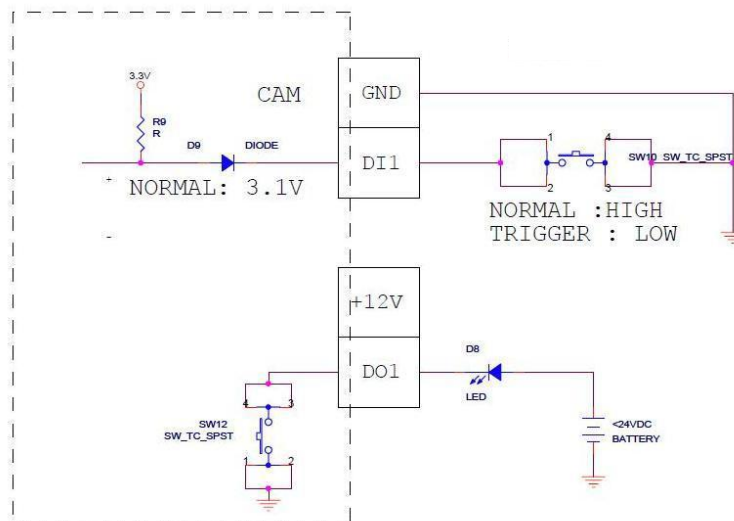 3.3V
CAM
GND
R9
R
D9
DIODE
DI1
1
4
SW10 SW_TC_SPST
+
NORMAL: 3.1V
2
3
-
NORMAL :HIGH
TRIGGER : LOW
+12V
D8
DO1
LED
4
3
SW12
SW_TC_SPST
<24VDC
BATTERY
1
2